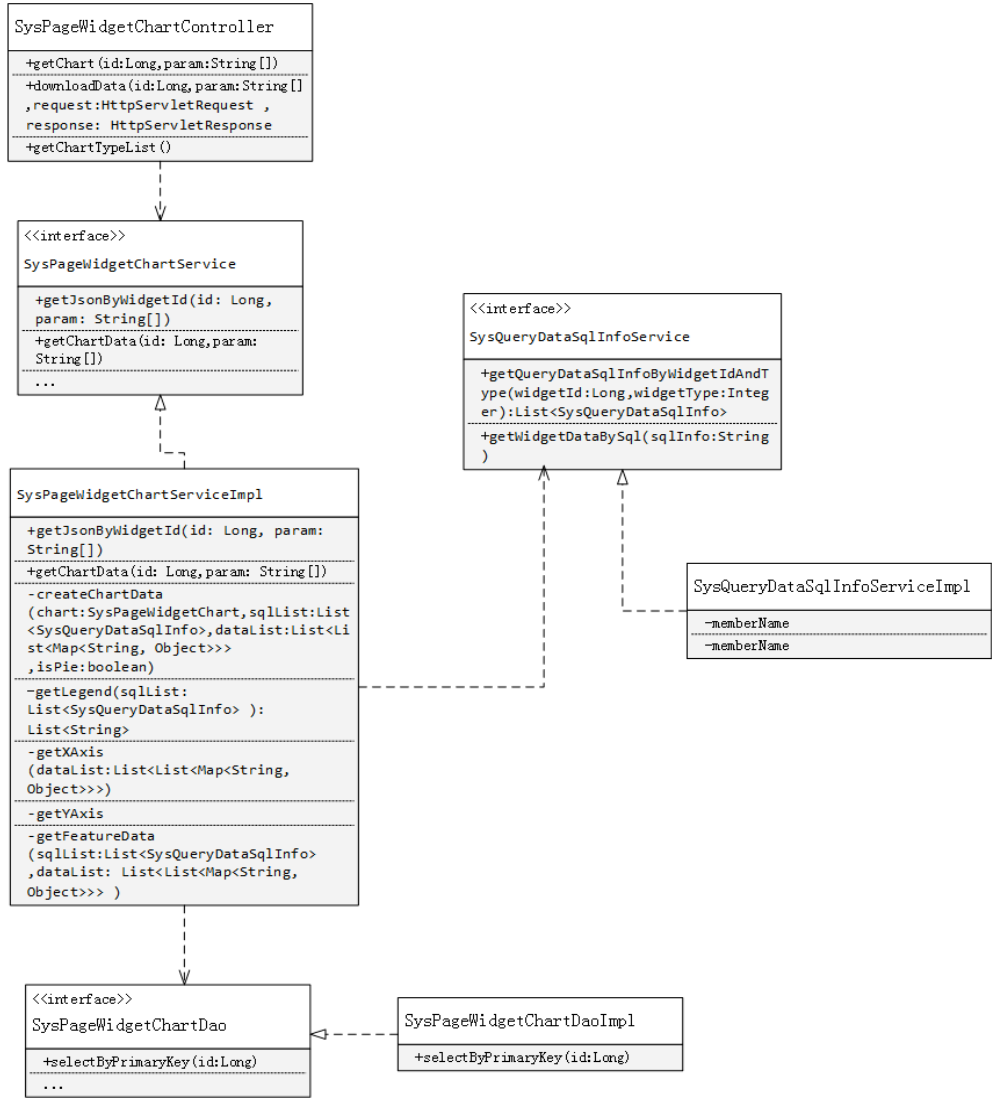 SysPageWidgetChartController
+getChart(id:Long,param:String[])
+downloadData(id:Long,param:String[]
,request:HttpServletRequest ,
response: HttpServletResponse
+getChartTypeList()
<<interface>>
SysPageWidgetChartService
+getJsonByWidgetId(id: Long,
param: String[])
+getChartData(id: Long,param:
String[])
...
<<interface>>
SysQueryDataSqlInfoService
+getQueryDataSqlInfoByWidgetIdAndT
ype(widgetId:Long,widgetType:Integ
er):List<SysQueryDataSqlInfo>
+getWidgetDataBySql(sqlInfo:String
)
SysPageWidgetChartServiceImpl
+getJsonByWidgetId(id: Long, param:
String[])
+getChartData(id: Long,param: String[])
-createChartData
(chart:SysPageWidgetChart,sqlList:List
<SysQueryDataSqlInfo>,dataList:List<Li
st<Map<String, Object>>>
,isPie:boolean)
-getLegend(sqlList:
List<SysQueryDataSqlInfo> ):
List<String>
-getXAxis
(dataList:List<List<Map<String,
Object>>>)
-getYAxis
-getFeatureData
(sqlList:List<SysQueryDataSqlInfo>
,dataList: List<List<Map<String,
Object>>> )
SysQueryDataSqlInfoServiceImpl
-memberName
-memberName
<<interface>>
SysPageWidgetChartDao
+selectByPrimaryKey(id:Long)
...
SysPageWidgetChartDaoImpl
+selectByPrimaryKey(id:Long)